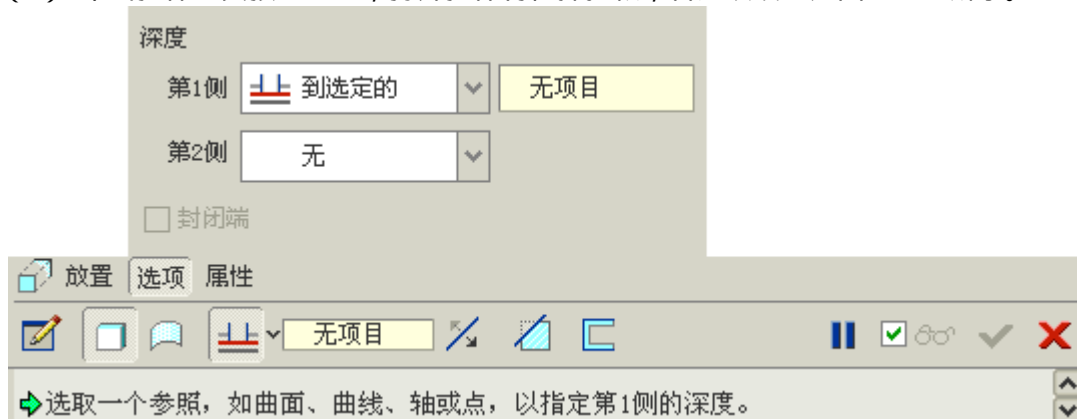 深度
第1侧 到选定的 无项目
第2侧 无
封闭端
放置 选项 属性
无项目
选取一个参照，如曲面、曲线、轴或点，以指定第1侧的深度。